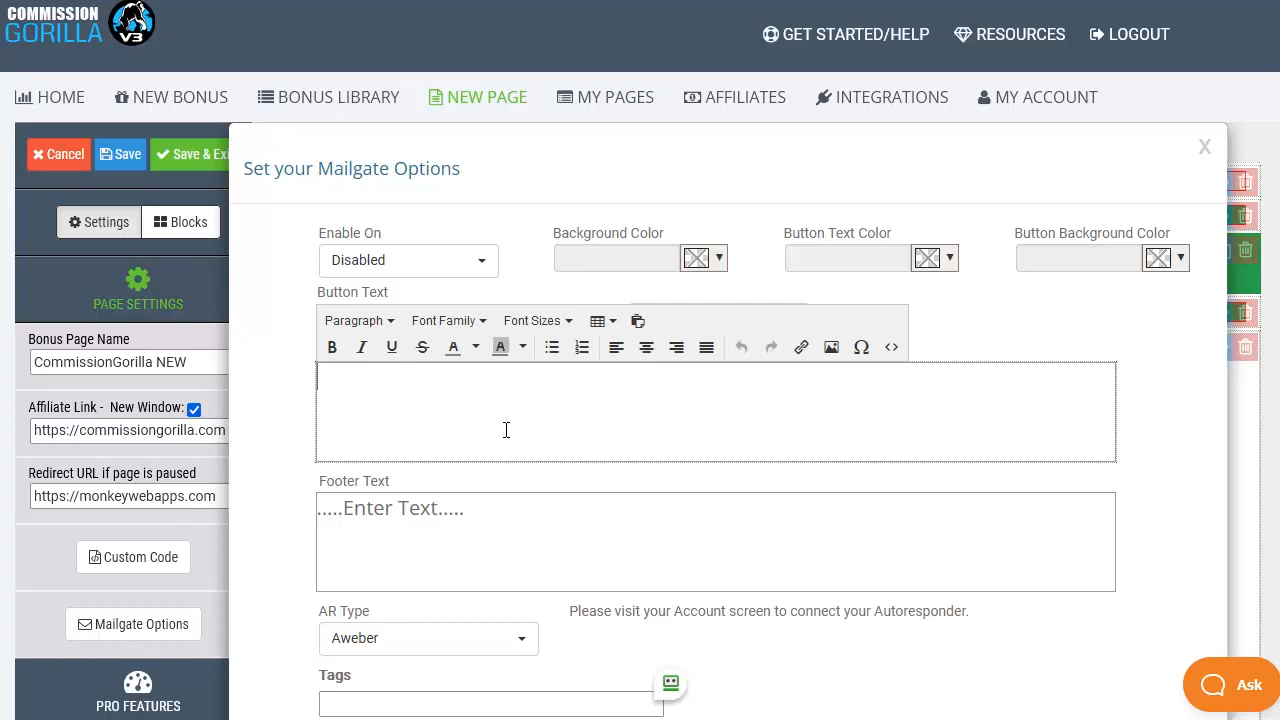 COMMISSION
GORILLA
V3
GET STARTED/HELP
RESOURCES
LOGOUT
HOME
NEW BONUS
BONUS LIBRARY
NEW PAGE
MY PAGES
AFFILIATES
INTEGRATIONS
MY ACCOUNT
Cancel
Save
Save & Exi
Settings
Blocks
PAGE SETTINGS
Bonus Page Name
CommissionGorilla NEW
Affiliate Link - New Window:
https://commissiongorilla.com
Redirect URL if page is paused
https://monkeywebapps.com
Custom Code
Mailgate Options
PRO FEATURES
Set your Mailgate Options
X
Enable On
Background Color
Button Text Color
Button Background Color
Disabled
Button Text
Paragraph
Font Family
Font Sizes
B I U S A A
.....Enter Text.....
Footer Text
AR Type
Please visit your Account screen to connect your Autoresponder.
Aweber
Tags
Ask